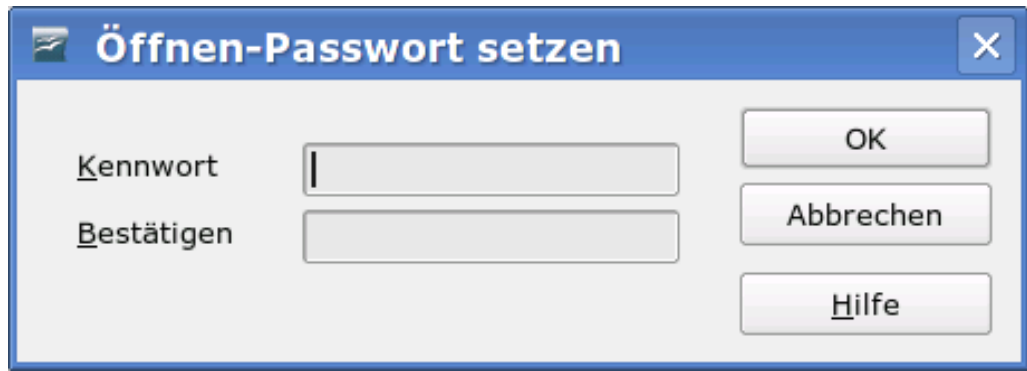 Öffnen-Passwort setzen
Kennwort
Bestätigen
OK
Abbrechen
Hilfe